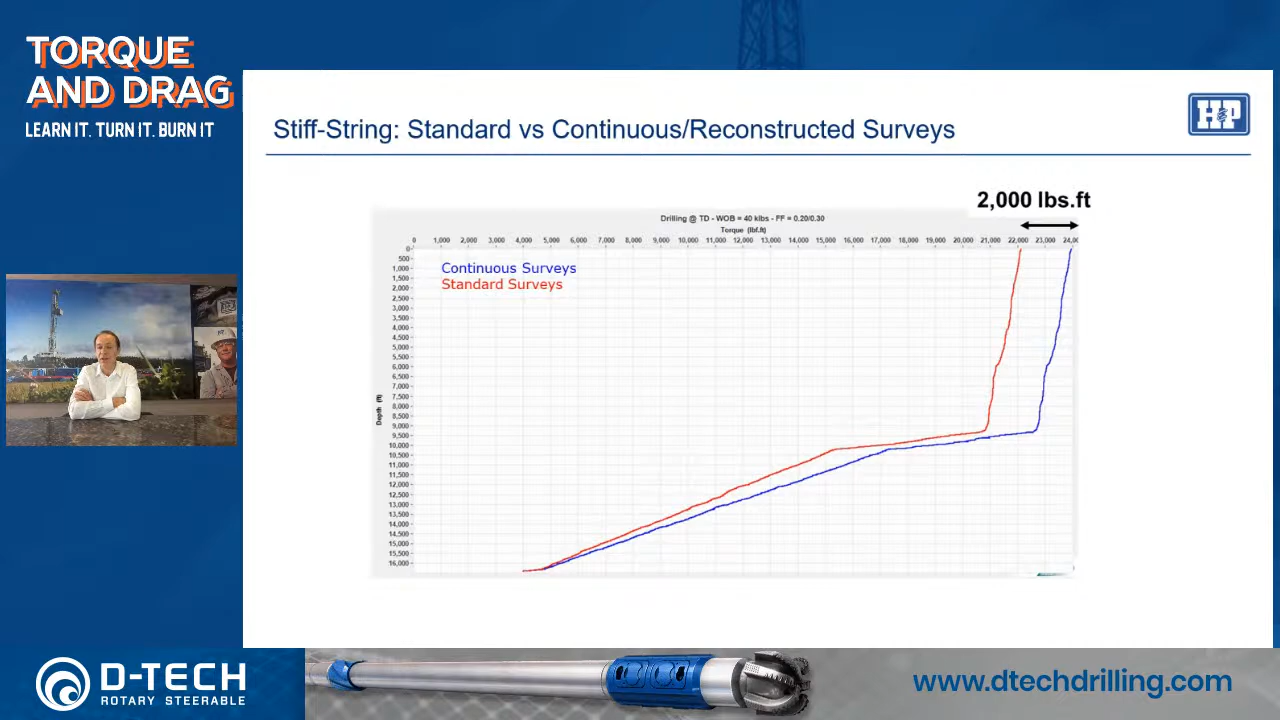 TORQUE
AND DRAG
LEARN IT. TURN IT. BURN IT
Stiff-String: Standard vs Continuous/Reconstructed Surveys
H&P
2,000 lbs.ft
Drilling @ TD - WOB = 40 klbs - FF = 0.20/0.30
Torque (lbf.ft)
0 1,000 2,000 3,000 4,000 5,000 6,000 7,000 8,000 9,000 10,000 11,000 12,000 13,000 14,000 15,000 16,000 17,000 18,000 19,000 20,000 21,000 22,000 23,000 24,0
Continuous Surveys
Standard Surveys
Depth (ft)
0
500
1,000
1,500
2,000
2,500
3,000
3,500
4,000
4,500
5,000
5,500
6,000
6,500
7,000
7,500
8,000
8,500
9,000
9,500
10,000
10,500
11,000
11,500
12,000
12,500
13,000
13,500
14,000
14,500
15,000
15,500
16,000
D-TECH
ROTARY STEERABLE
www.dtechdrilling.com